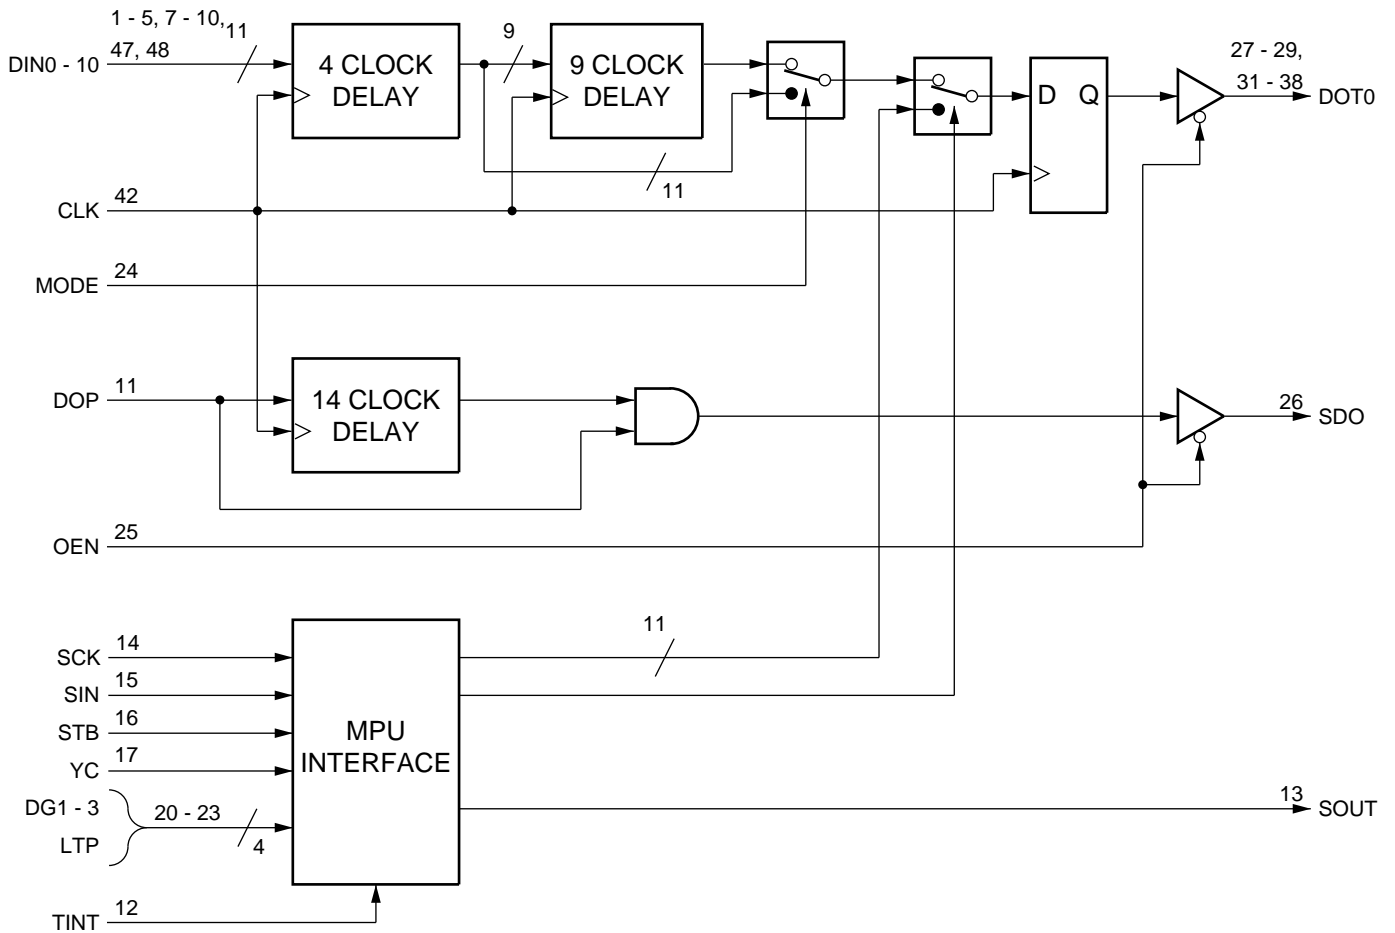 1 - 5, 7 - 10,
47, 48
11
DIN0 - 10
4 CLOCK
DELAY
9
9 CLOCK
DELAY
11
D Q
27 - 29,
31 - 38
DOT0
CLK
42
MODE
24
DOP
11
14 CLOCK
DELAY
26
SDO
OEN
25
SCK
14
SIN
15
STB
16
YC
17
DG1 - 3
LTP
20 - 23
4
MPU
INTERFACE
11
13
SOUT
TINT
12